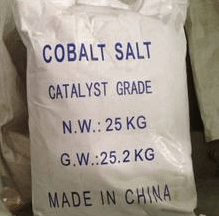 COBALT SALT
CATALYST GRADE
N.W.: 25 KG
G.W.:25.2 KG
MADE IN CHINA